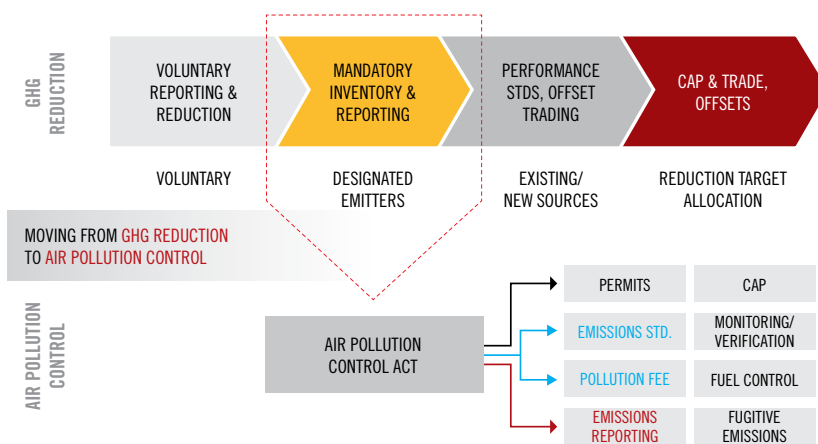 GHG
REDUCTION
VOLUNTARY
REPORTING &
REDUCTION
MANDATORY
INVENTORY &
REPORTING
PERFORMANCE
STDS, OFFSET
TRADING
CAP & TRADE,
OFFSETS
VOLUNTARY
DESIGNATED
EMITTERS
EXISTING/
NEW SOURCES
REDUCTION TARGET
ALLOCATION
MOVING FROM GHG REDUCTION
TO AIR POLLUTION CONTROL
AIR POLLUTION
CONTROL
AIR POLLUTION
CONTROL ACT
PERMITS
CAP
EMISSIONS STD.
MONITORING/
VERIFICATION
POLLUTION FEE
FUEL CONTROL
EMISSIONS
REPORTING
FUGITIVE
EMISSIONS